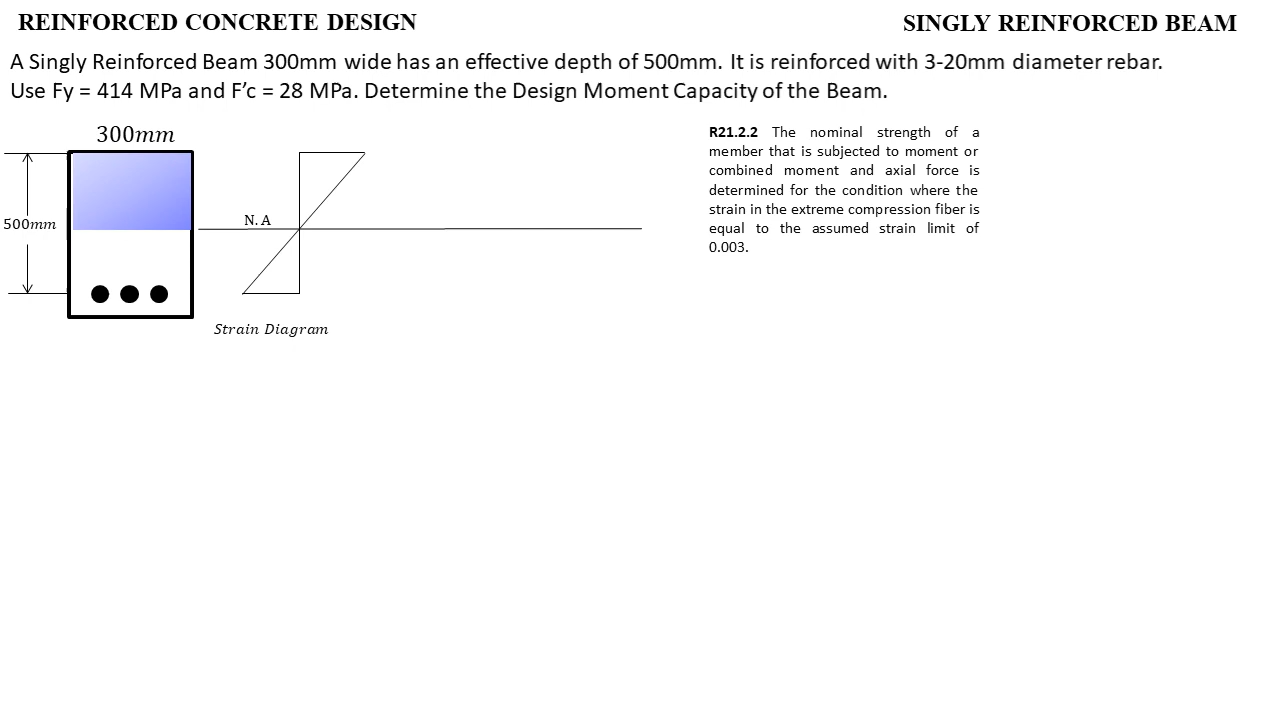 REINFORCED CONCRETE DESIGN
SINGLY REINFORCED BEAM
A Singly Reinforced Beam 300mm wide has an effective depth of 500mm. It is reinforced with 3-20mm diameter rebar.
Use Fy = 414 MPa and F’c = 28 MPa. Determine the Design Moment Capacity of the Beam.
300mm
500mm
N.A
Strain Diagram
R21.2.2 The nominal strength of a
member that is subjected to moment or
combined moment and axial force is
determined for the condition where the
strain in the extreme compression fiber is
equal to the assumed strain limit of
0.003.